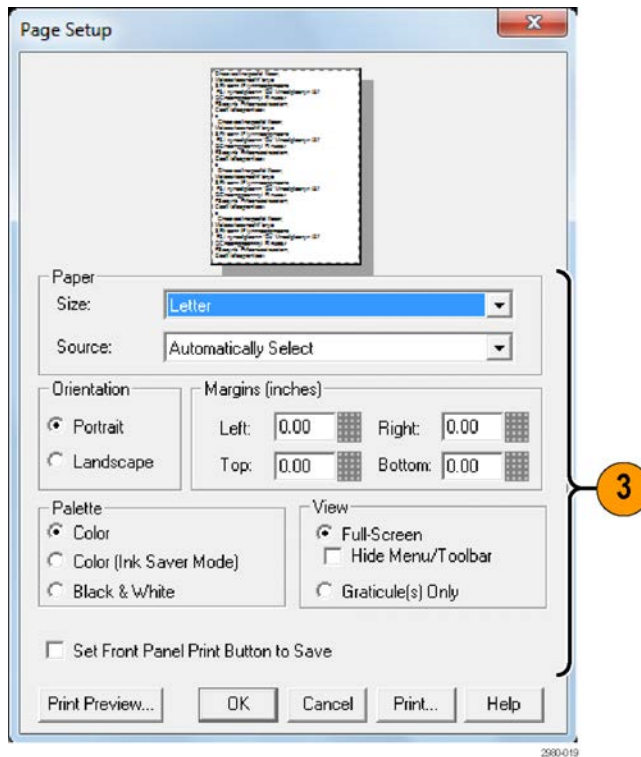 Page Setup
Paper
Size: Letter
Source: Automatically Select
Orientation
Margins (inches)
Portrait
Left: 0.00 Right: 0.00
Landscape
Top: 0.00 Bottom: 0.00
Palette
View
Color
Full-Screen
Color (Ink Saver Mode)
Hide Menu/Toolbar
Black & White
Graticule(s) Only
Set Front Panel Print Button to Save
Print Preview... OK Cancel Print... Help
3
2980-019